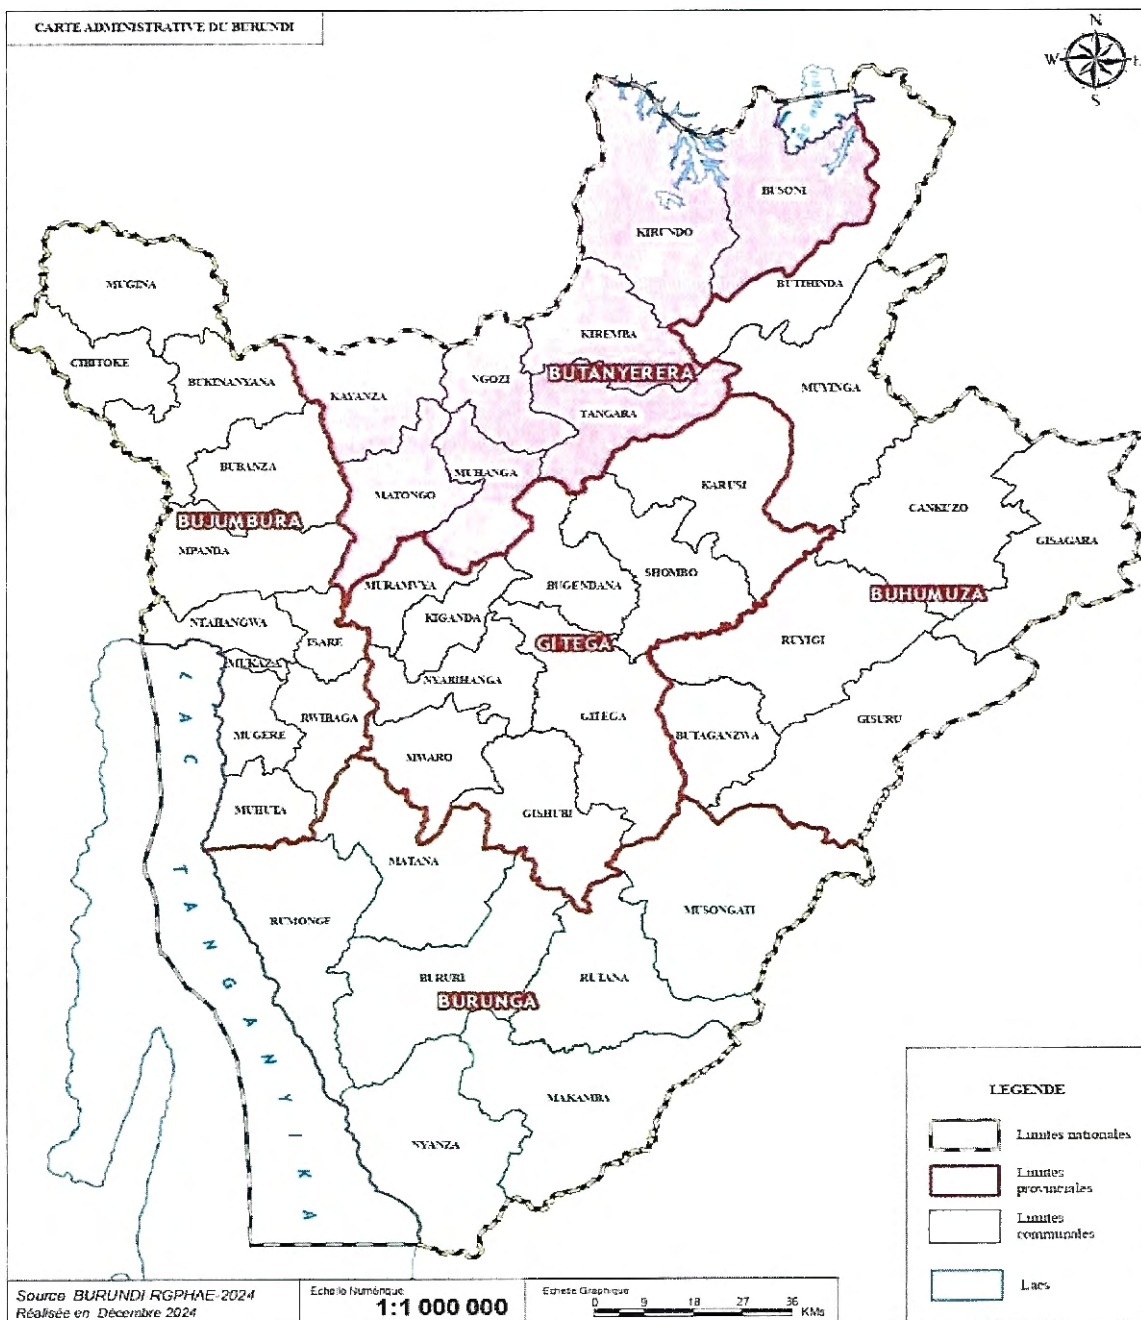 CARTE ADMINISTRATIVE DU BURUNDI
N
W
E
S
BUSONI
KIRUNDO
MUGINA
BUTIHINDA
CIBITOKE
KIREMBA
BUKINANYANA
NGOZI
BUTANYERERA
KAYANZA
MUYINGA
TANGARA
BUBANZA
MUHANGA
MATONGO
KARUSI
CANKUZO
BUJUMBURA
GISAGARA
MPANDA
SHOMBO
MURAMVYA
BUGENDANA
BUHUMUZA
KIGANDA
NTAHANGWA
ISARE
GITEGA
RUYIGI
MUKAZA
NYABIHANGA
RWIBAGA
GITEGA
GISURU
MUGERE
BUTAGANZWA
MWARO
MUHUTA
GISHUBI
MATANA
RUMONGE
MUSONGATI
BURURI
RUTANA
BURUNGA
MAKAMBA
NYANZA
LAC TANGANYIKA
LEGENDE
Limites nationales
Limites
provinciales
Limites
communales
Lacs
Source BURUNDI RGPHAE-2024
Réalisée en Décembre 2024
Echelle Numérique
1:1 000 000
Echelle Graphique
0 9 18 27 36
KMs